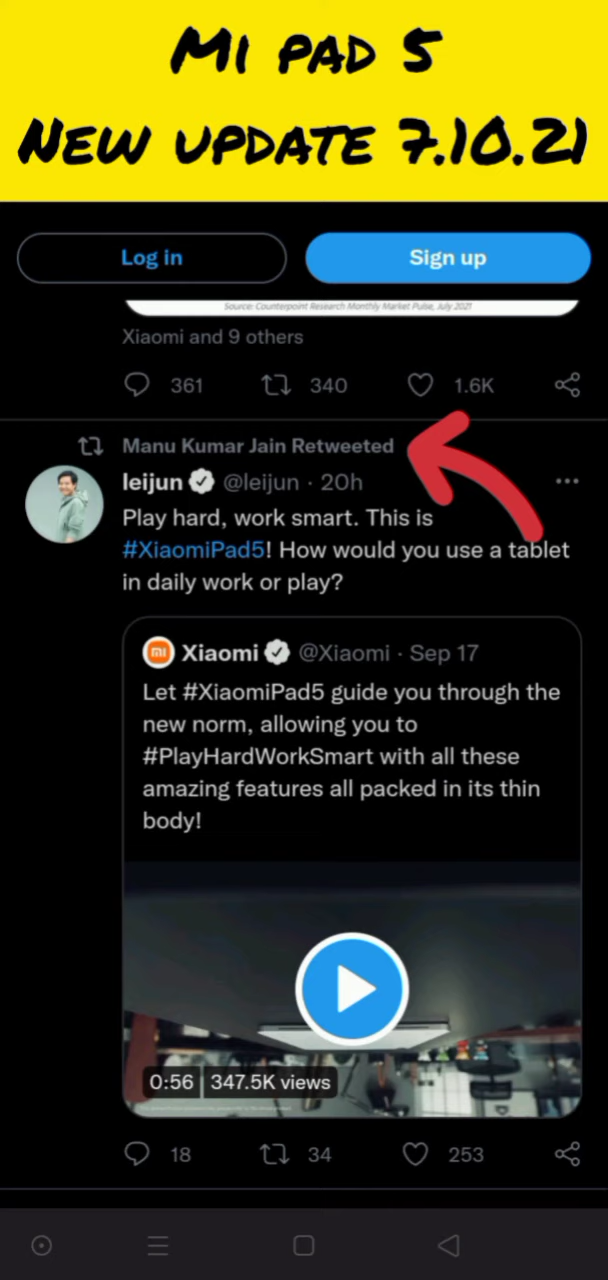 Mi pad 5
New update 7.10.21
Log in
Sign up
Source: Counterpoint Research Monthly Market Pulse, July 2021
Xiaomi and 9 others
361 340 1.6K
Manu Kumar Jain Retweeted
leijun @leijun · 20h
Play hard, work smart. This is
#XiaomiPad5! How would you use a tablet
in daily work or play?
mi Xiaomi @Xiaomi · Sep 17
Let #XiaomiPad5 guide you through the
new norm, allowing you to
#PlayHardWorkSmart with all these
amazing features all packed in its thin
body!
0:56 347.5K views
18 34 253